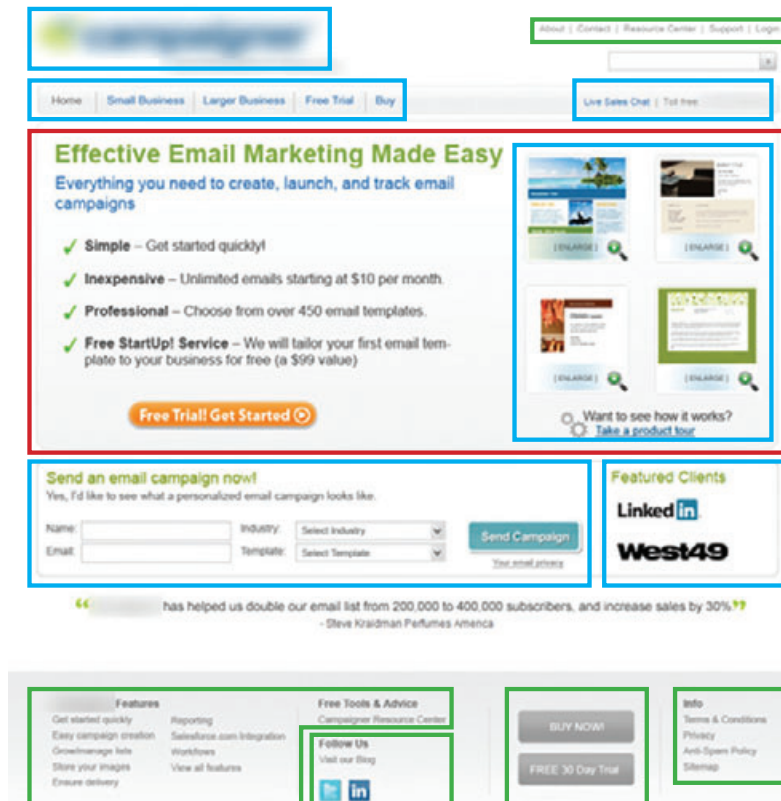 About | Contact | Resource Center | Support | Login
Home Small Business Larger Business Free Trial Buy
Live Sales Chat | Toll free
Effective Email Marketing Made Easy
Everything you need to create, launch, and track email
campaigns
Simple – Get started quickly!
Inexpensive – Unlimited emails starting at $10 per month.
Professional – Choose from over 450 email templates.
Free StartUp! Service – We will tailor your first email tem-
plate to your business for free (a $99 value)
Free Trial! Get Started
[ENLARGE] [ENLARGE]
[ENLARGE] [ENLARGE]
Want to see how it works?
Take a product tour
Send an email campaign now!
Yes, I'd like to see what a personalized email campaign looks like.
Name: Industry: Select Industry
Email: Template: Select Template
Send Campaign
Your email privacy
Featured Clients
Linked in
West49
“ has helped us double our email list from 200,000 to 400,000 subscribers, and increase sales by 30%.”
- Steve Kraidman Perfumes America
Features
Get started quickly
Easy campaign creation
Grow/manage lists
Store your images
Ensure delivery
Reporting
Salesforce.com Integration
Workflows
View all features
Free Tools & Advice
Campaigner Resource Center
Follow Us
Visit our Blog
in
BUY NOW!
FREE 30 Day Trial
Info
Terms & Conditions
Privacy
Anti-Spam Policy
Sitemap